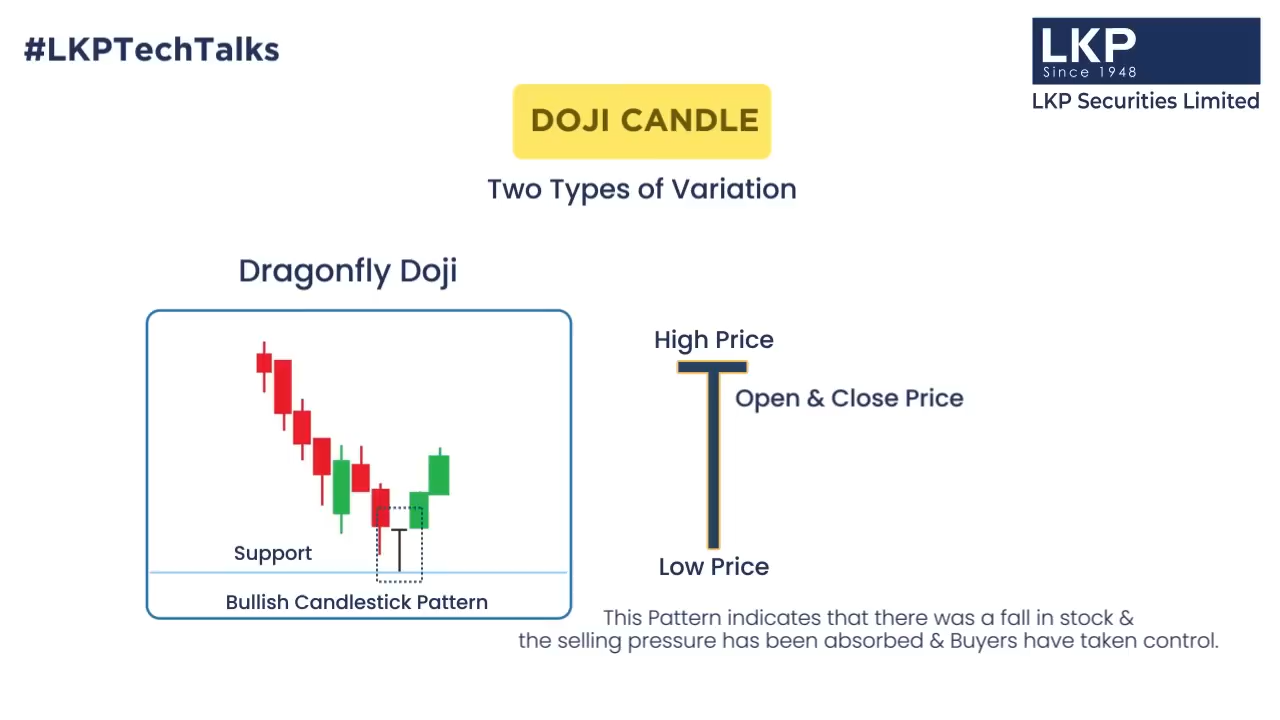 #LKPTechTalks
LKP
Since 1948
LKP Securities Limited
DOJI CANDLE
Two Types of Variation
Dragonfly Doji
High Price
Open & Close Price
Support
Low Price
Bullish Candlestick Pattern
This Pattern indicates that there was a fall in stock &
the selling pressure has been absorbed & Buyers have taken control.